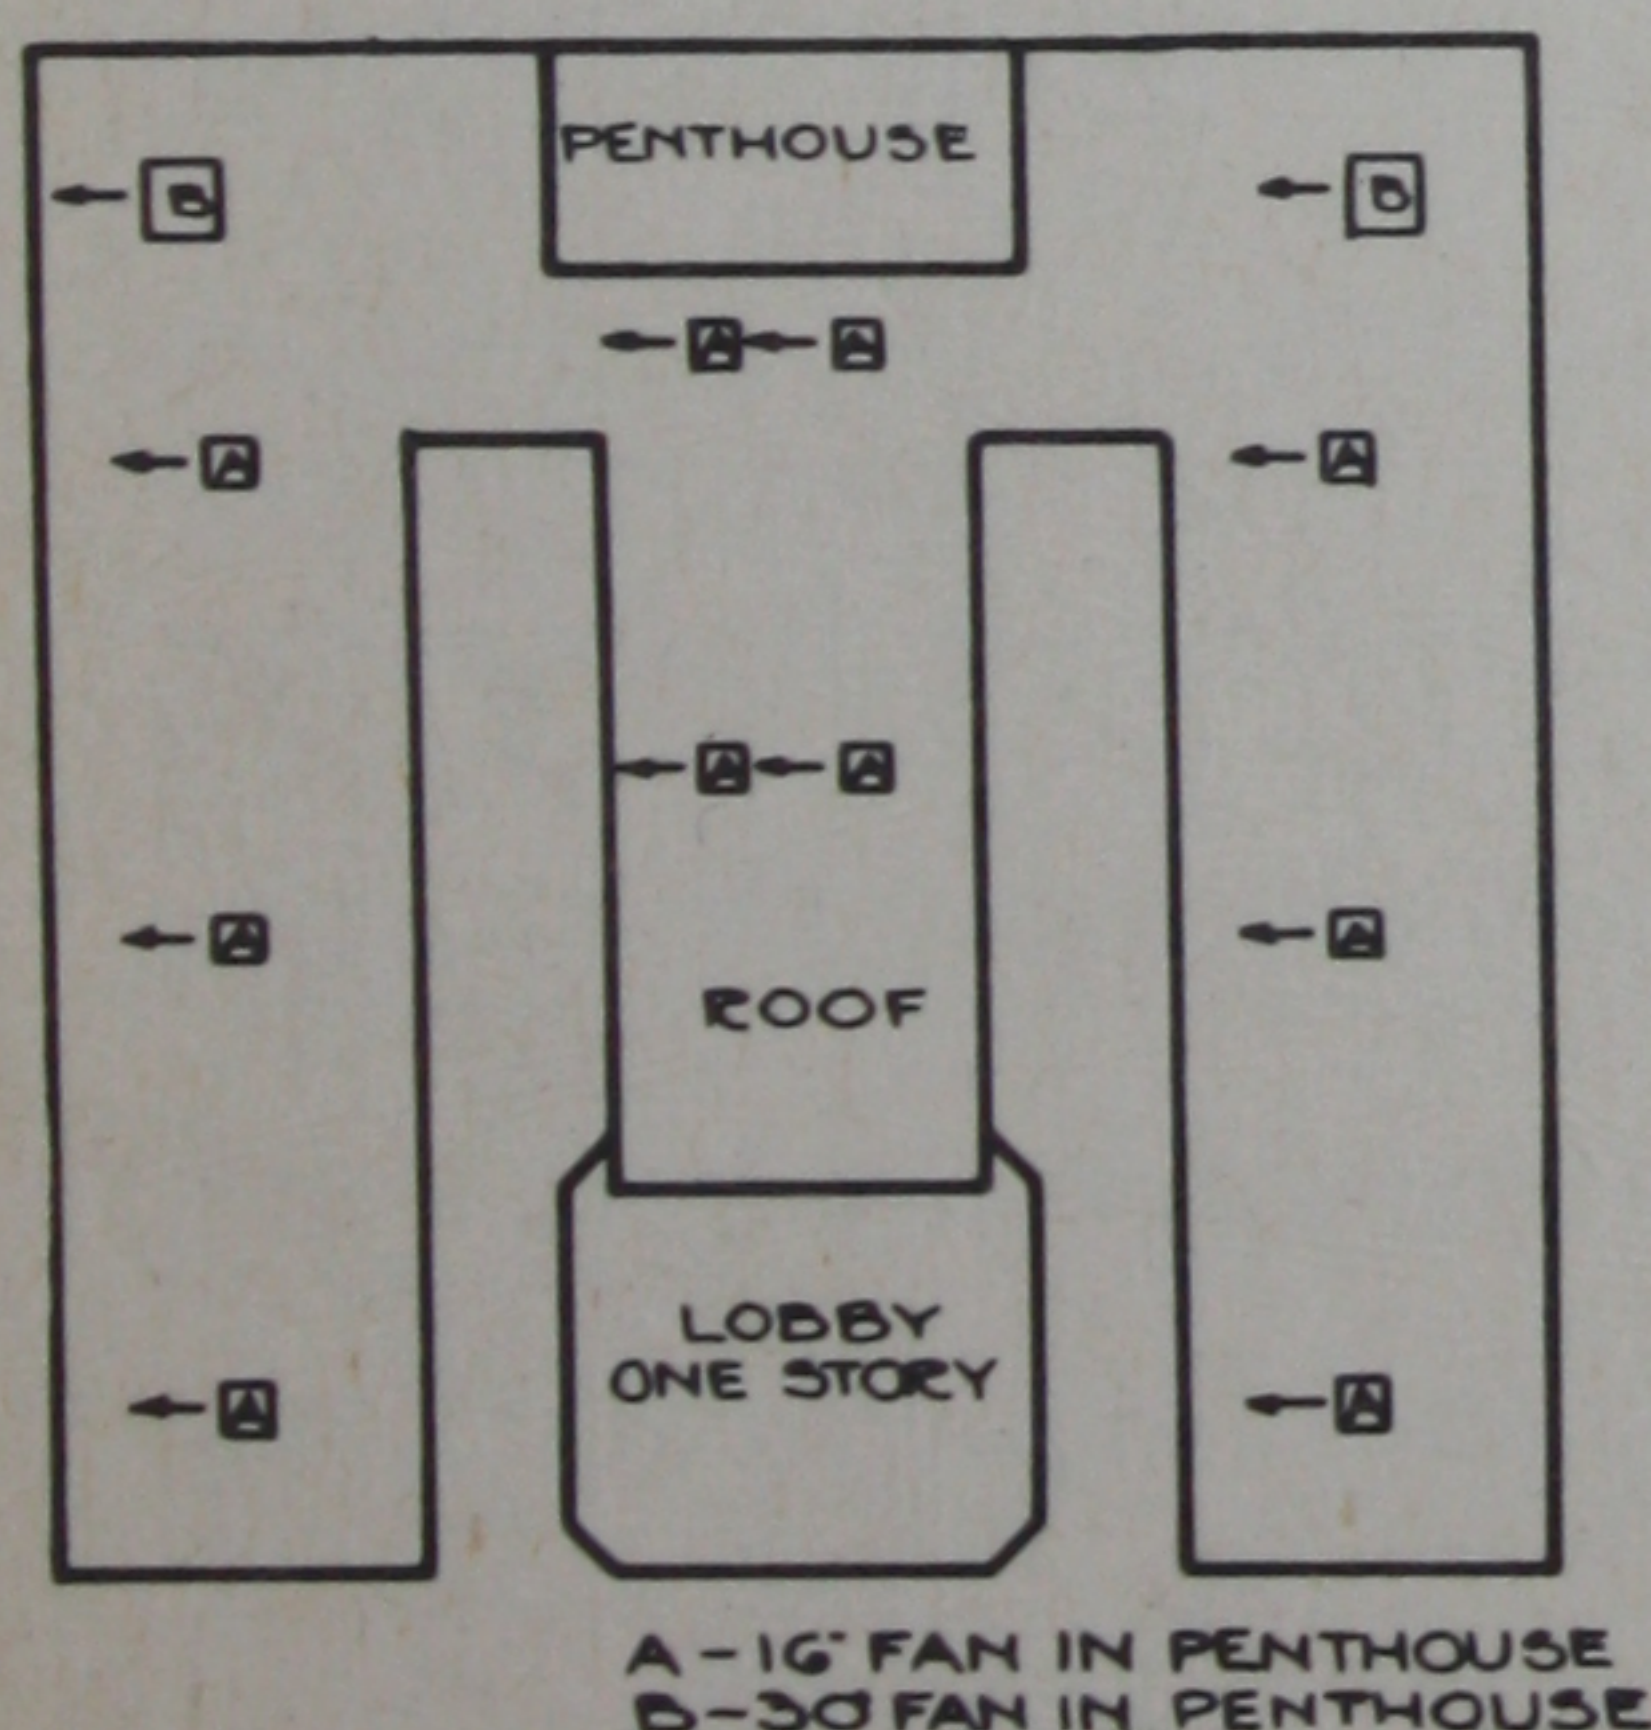 PENTHOUSE
B
B
A A
A
A
A A
A
A
ROOF
LOBBY
ONE STORY
A
A
A - 16" FAN IN PENTHOUSE
B - 30" FAN IN PENTHOUSE